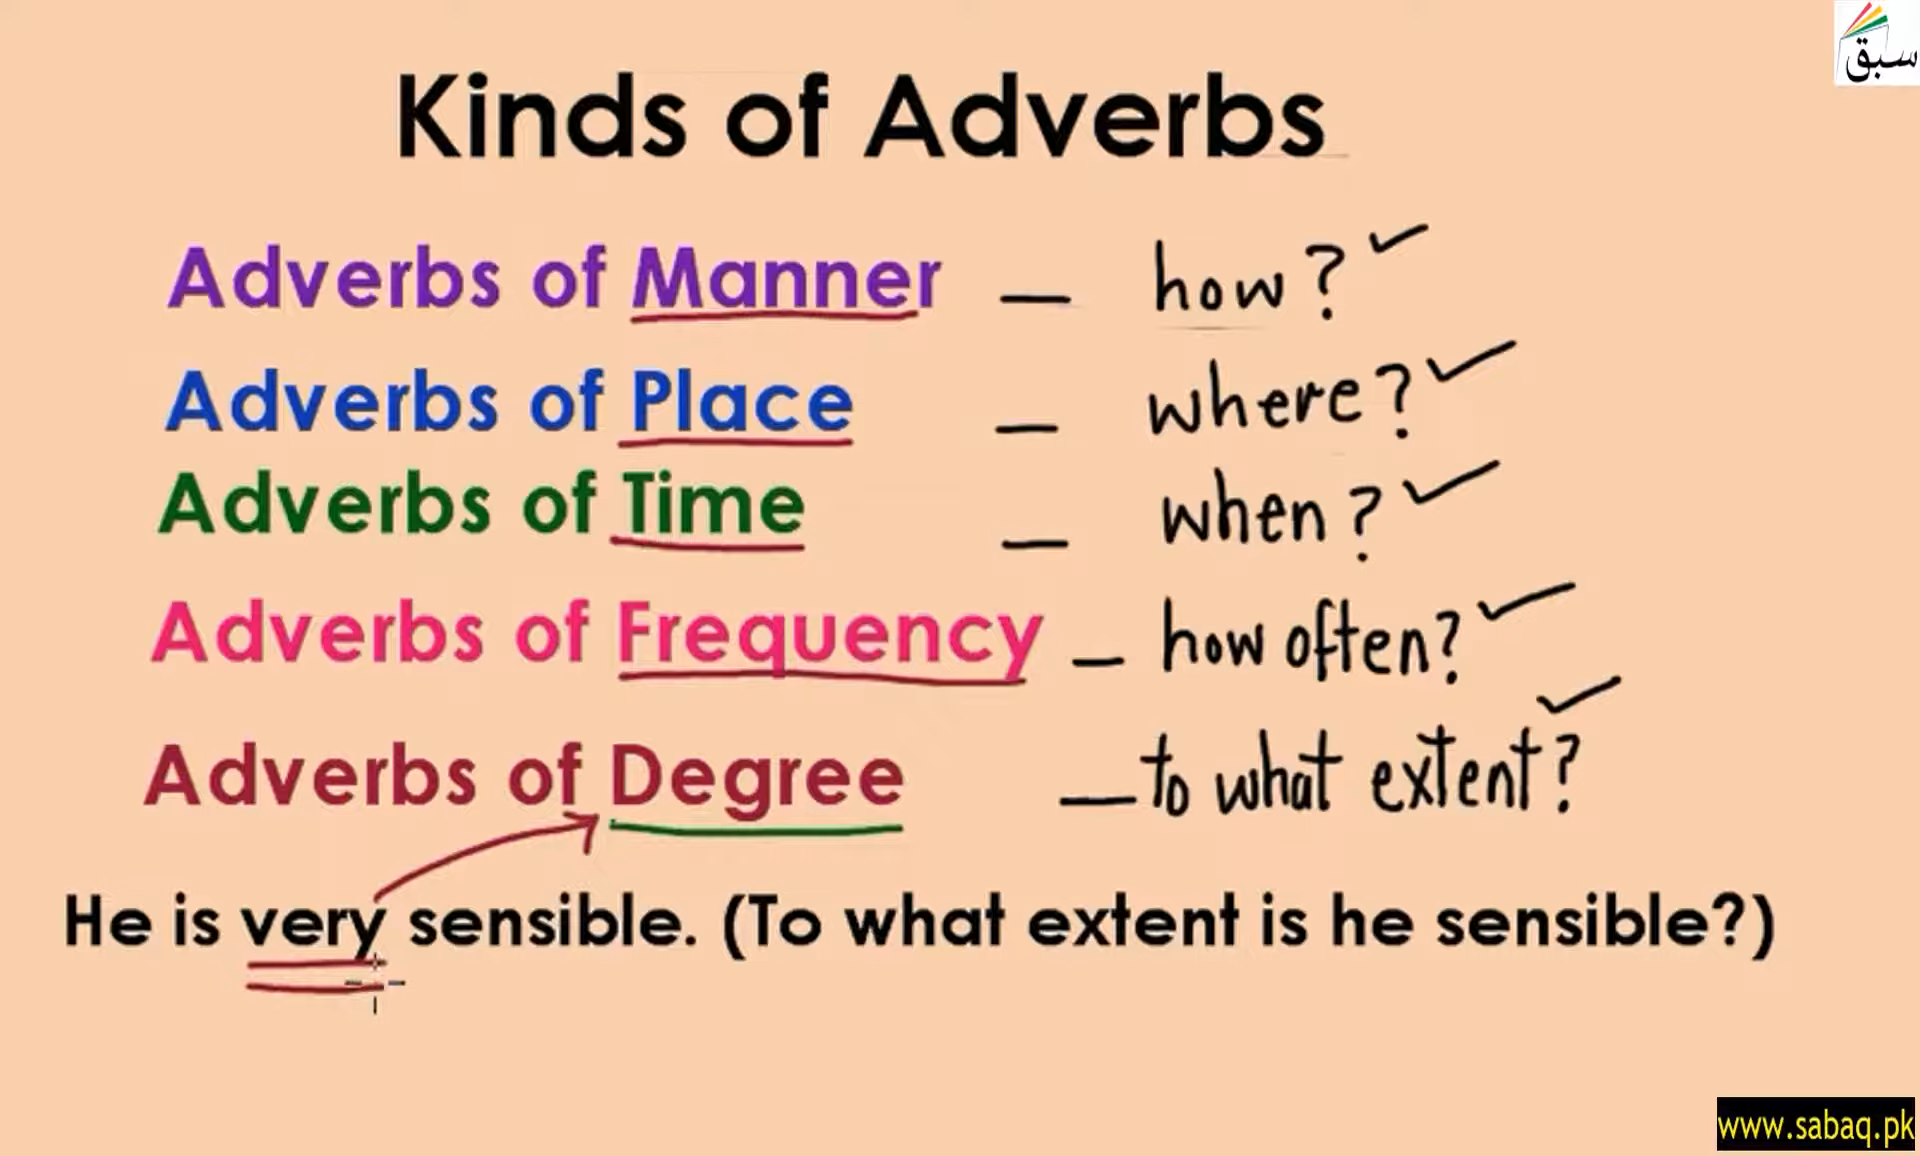 سبق
Kinds of Adverbs
Adverbs of Manner — how?
Adverbs of Place — where?
Adverbs of Time — when?
Adverbs of Frequency — how often?
Adverbs of Degree — to what extent?
He is very sensible. (To what extent is he sensible?)
www.sabaq.pk